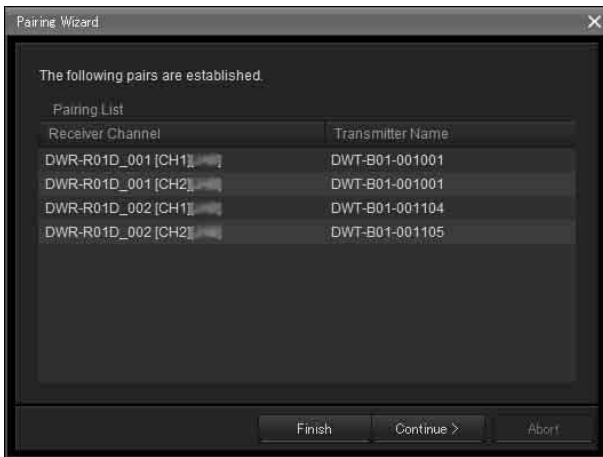 Pairing Wizard
The following pairs are established.
Pairing List
Receiver Channel Transmitter Name
DWR-R01D_001 [CH1][ ] DWT-B01-001001
DWR-R01D_001 [CH2][ ] DWT-B01-001001
DWR-R01D_002 [CH1][ ] DWT-B01-001104
DWR-R01D_002 [CH2][ ] DWT-B01-001105
Finish Continue > Abort